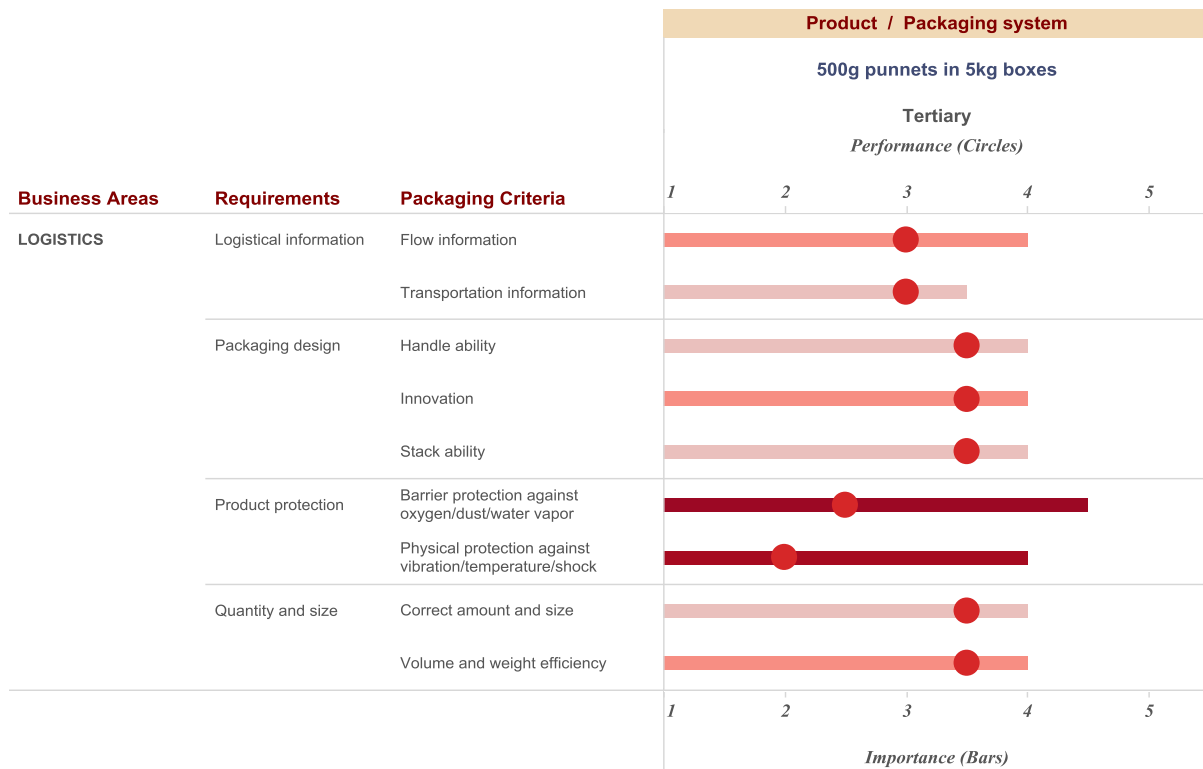 Product / Packaging system
500g punnets in 5kg boxes
Tertiary
Performance (Circles)
Business Areas Requirements Packaging Criteria 1 2 3 4 5
LOGISTICS Logistical information Flow information
Transportation information
Packaging design Handle ability
Innovation
Stack ability
Product protection Barrier protection against
oxygen/dust/water vapor
Physical protection against
vibration/temperature/shock
Quantity and size Correct amount and size
Volume and weight efficiency
1 2 3 4 5
Importance (Bars)